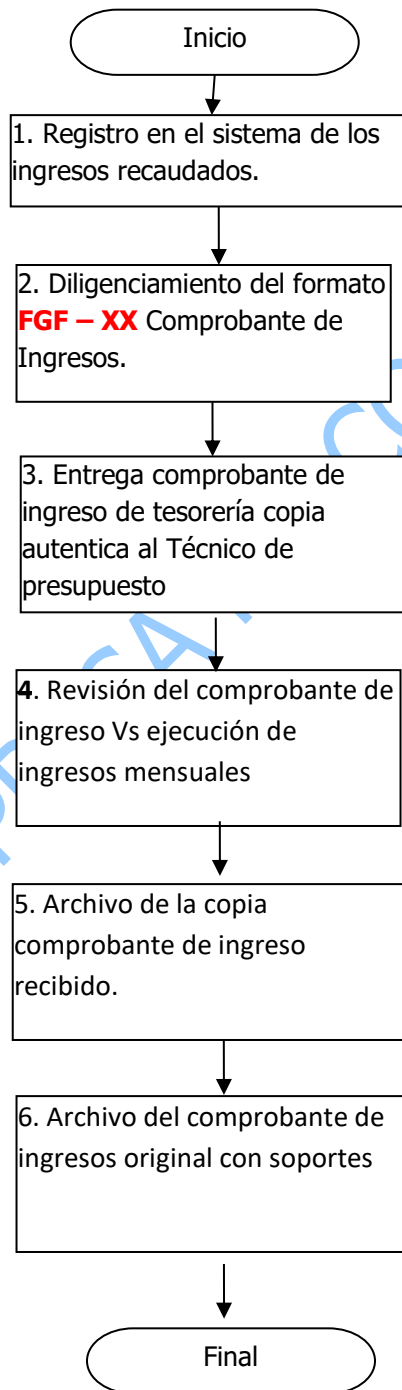 Inicio
1. Registro en el sistema de los
ingresos recaudados.
2. Diligenciamiento del formato
FGF – XX Comprobante de
Ingresos.
3. Entrega comprobante de
ingreso de tesorería copia
autentica al Técnico de
presupuesto
4. Revisión del comprobante de
ingreso Vs ejecución de
ingresos mensuales
5. Archivo de la copia
comprobante de ingreso
recibido.
6. Archivo del comprobante de
ingresos original con soportes
Final